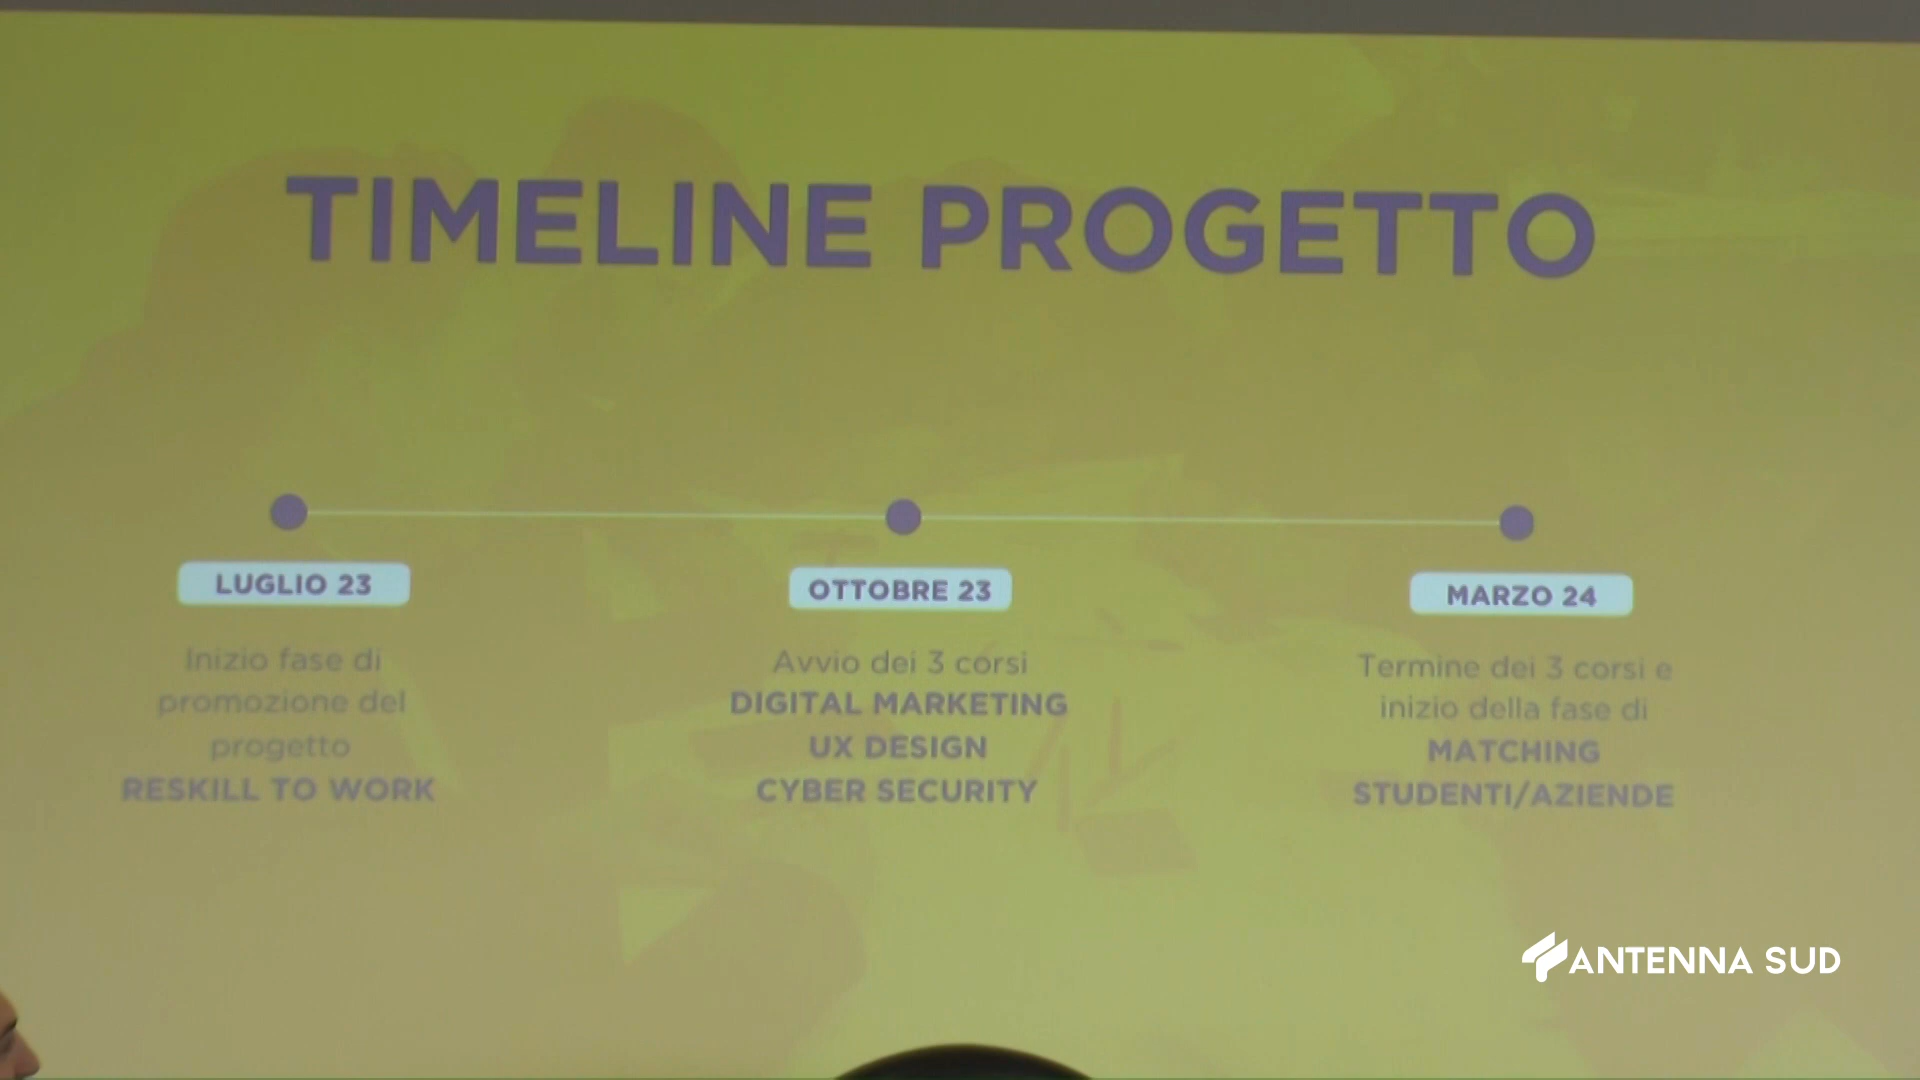 TIMELINE PROGETTO
LUGLIO 23
Inizio fase di
promozione del
progetto
RESKILL TO WORK
OTTOBRE 23
Avvio dei 3 corsi
DIGITAL MARKETING
UX DESIGN
CYBER SECURITY
MARZO 24
Termine dei 3 corsi e
inizio della fase di
MATCHING
STUDENTI/AZIENDE
ANTENNA SUD